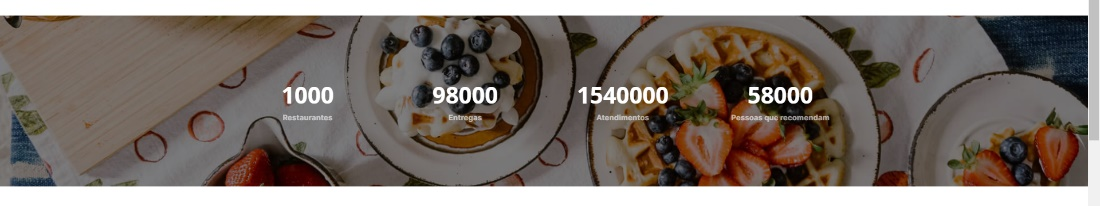 1000 98000 1540000 58000
Restaurantes Entregas Atendimentos Pessoas que recomendam